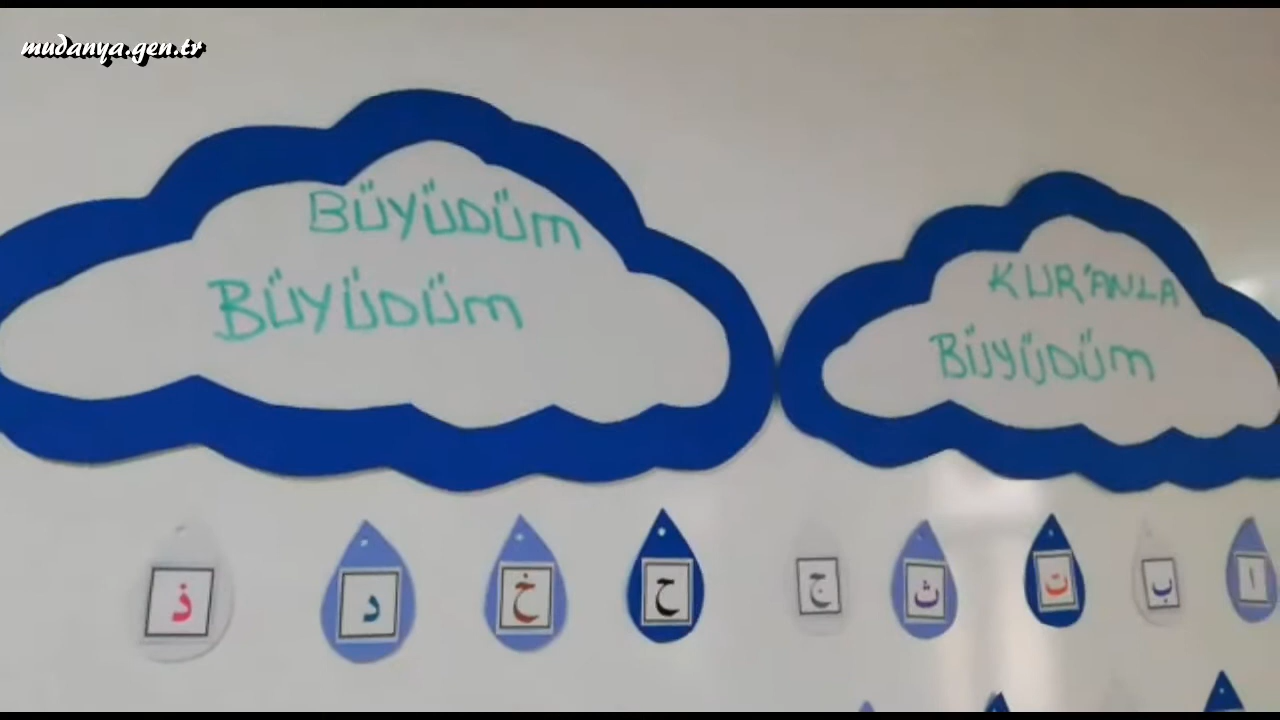 mudanya.gen.tr
BÜYÜDÜM
BÜYÜDÜM
KUR'ANLA
BÜYÜDÜM
ا ب ت ث ج ح خ د ذ